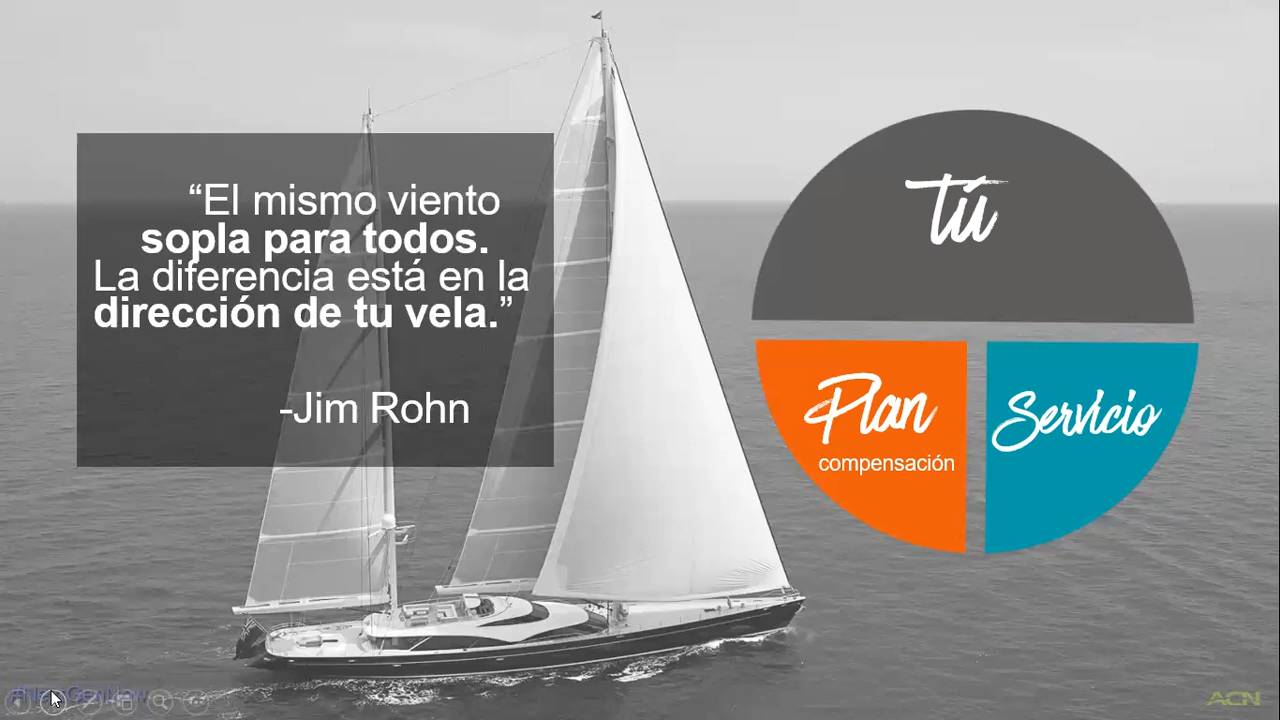 “El mismo viento
sopla para todos.
La diferencia está en la
dirección de tu vela.”
-Jim Rohn
tú
Plan
compensación
Servicio
ACN